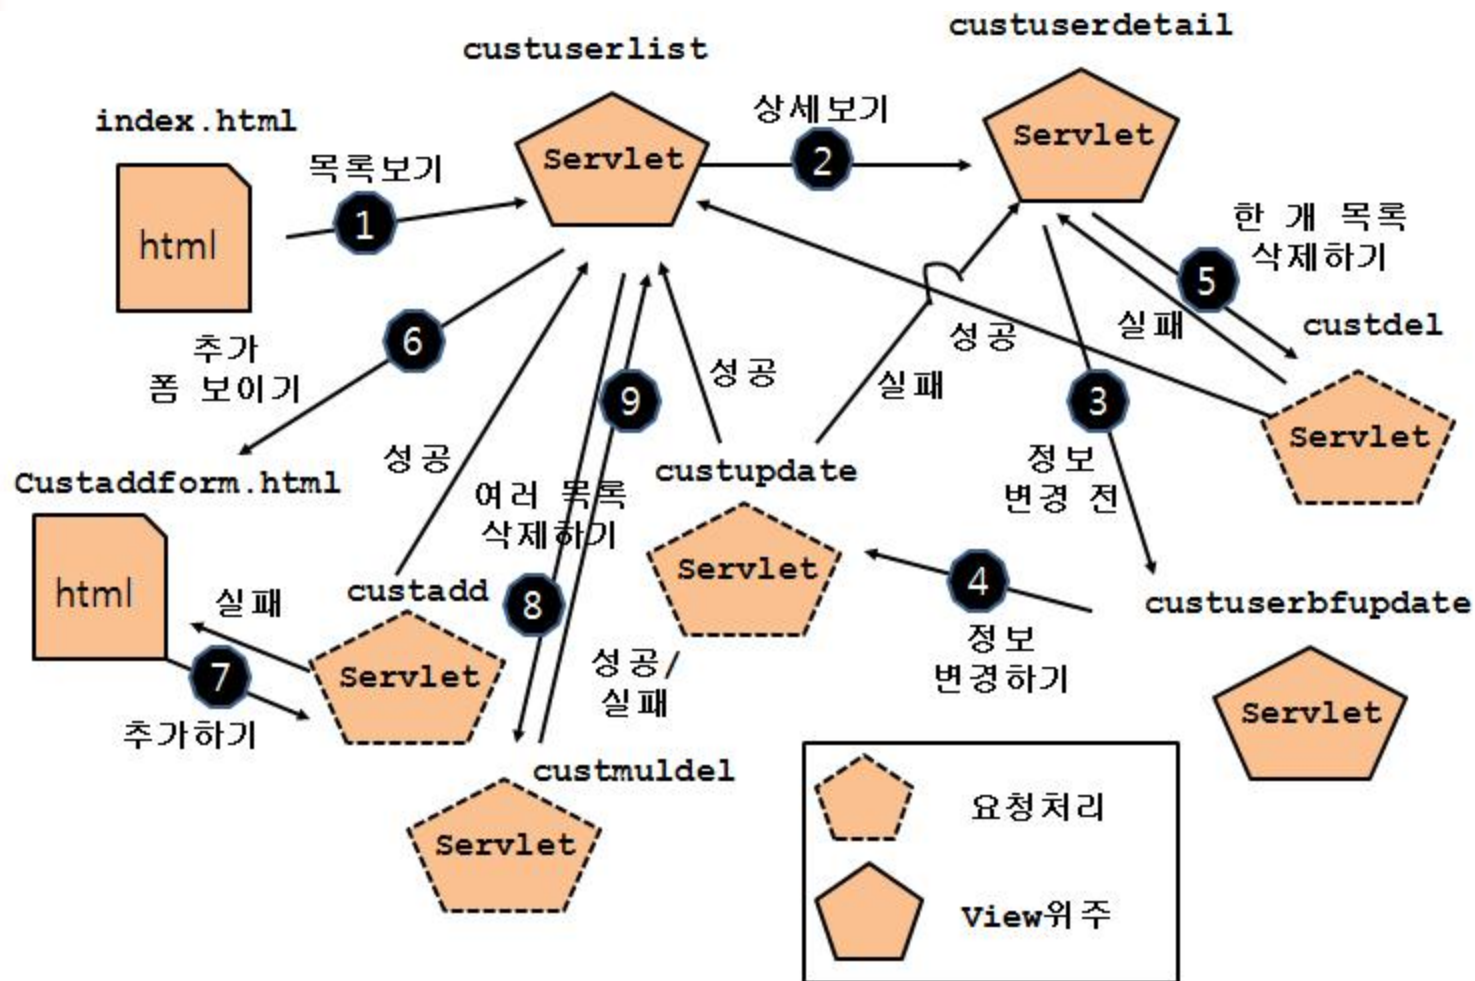 custuserdetail
custuserlist
상세보기
index.html
Servlet
Servlet
2
목록보기
1
html
한 개 목록
삭제하기
5
custdel
실패
성공
6
추가
폼 보이기
성공
실패
9
3
Servlet
성공
custupdate
정보
변경 전
Custaddform.html
여러 목록
삭제하기
Servlet
4
html
실패
custadd
8
custuserbfupdate
정보
변경하기
7
Servlet
성공/
실패
추가하기
Servlet
custmuldel
Servlet
요청처리
View위주